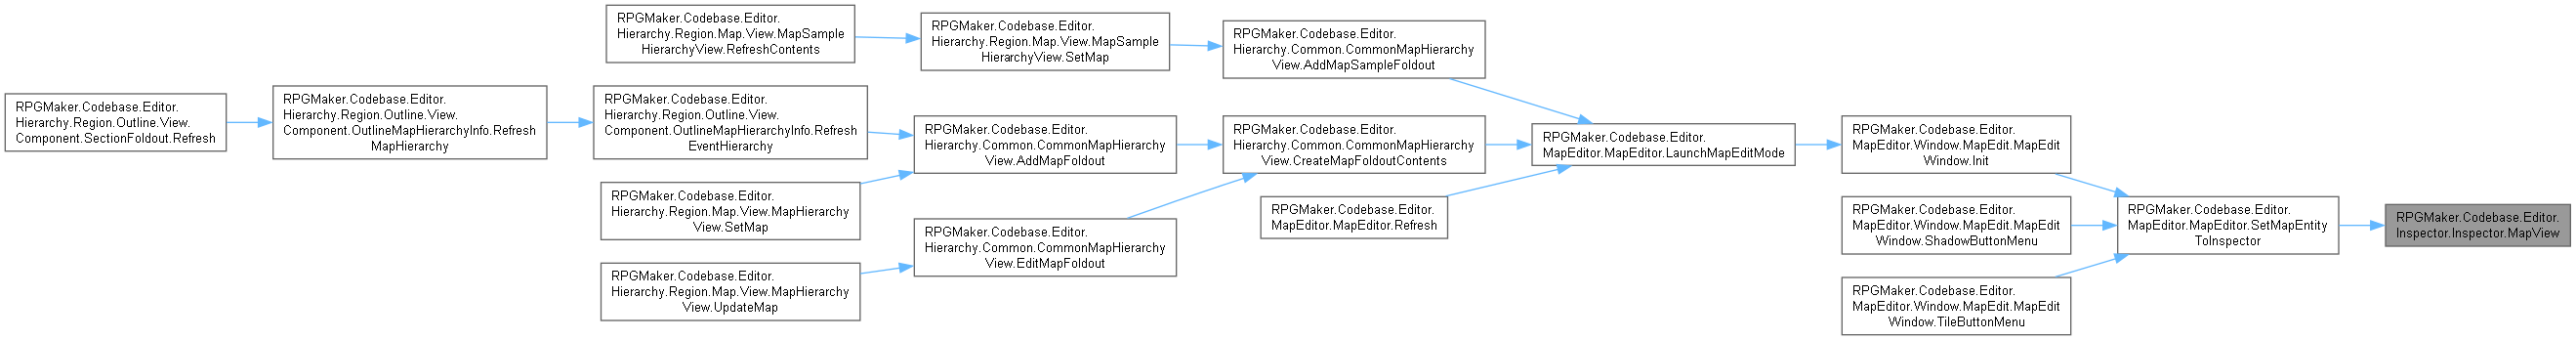 RPGMaker.Codebase.Editor.
Hierarchy.Region.Map.View.MapSample
HierarchyView.RefreshContents
RPGMaker.Codebase.Editor.
Hierarchy.Region.Map.View.MapSample
HierarchyView.SetMap
RPGMaker.Codebase.Editor.
Hierarchy.Common.CommonMapHierarchy
View.AddMapSampleFoldout
RPGMaker.Codebase.Editor.
Hierarchy.Region.Outline.View.
Component.SectionFoldout.Refresh
RPGMaker.Codebase.Editor.
Hierarchy.Region.Outline.View.
Component.OutlineMapHierarchyInfo.Refresh
MapHierarchy
RPGMaker.Codebase.Editor.
Hierarchy.Region.Outline.View.
Component.OutlineMapHierarchyInfo.Refresh
EventHierarchy
RPGMaker.Codebase.Editor.
Hierarchy.Common.CommonMapHierarchy
View.AddMapFoldout
RPGMaker.Codebase.Editor.
Hierarchy.Common.CommonMapHierarchy
View.CreateMapFoldoutContents
RPGMaker.Codebase.Editor.
MapEditor.MapEditor.LaunchMapEditMode
RPGMaker.Codebase.Editor.
MapEditor.Window.MapEdit.MapEdit
Window.Init
RPGMaker.Codebase.Editor.
Hierarchy.Region.Map.View.MapHierarchy
View.SetMap
RPGMaker.Codebase.Editor.
MapEditor.MapEditor.Refresh
RPGMaker.Codebase.Editor.
MapEditor.Window.MapEdit.MapEdit
Window.ShadowButtonMenu
RPGMaker.Codebase.Editor.
MapEditor.MapEditor.SetMapEntity
ToInspector
RPGMaker.Codebase.Editor.
Inspector.Inspector.MapView
RPGMaker.Codebase.Editor.
Hierarchy.Common.CommonMapHierarchy
View.EditMapFoldout
RPGMaker.Codebase.Editor.
Hierarchy.Region.Map.View.MapHierarchy
View.UpdateMap
RPGMaker.Codebase.Editor.
MapEditor.Window.MapEdit.MapEdit
Window.TileButtonMenu